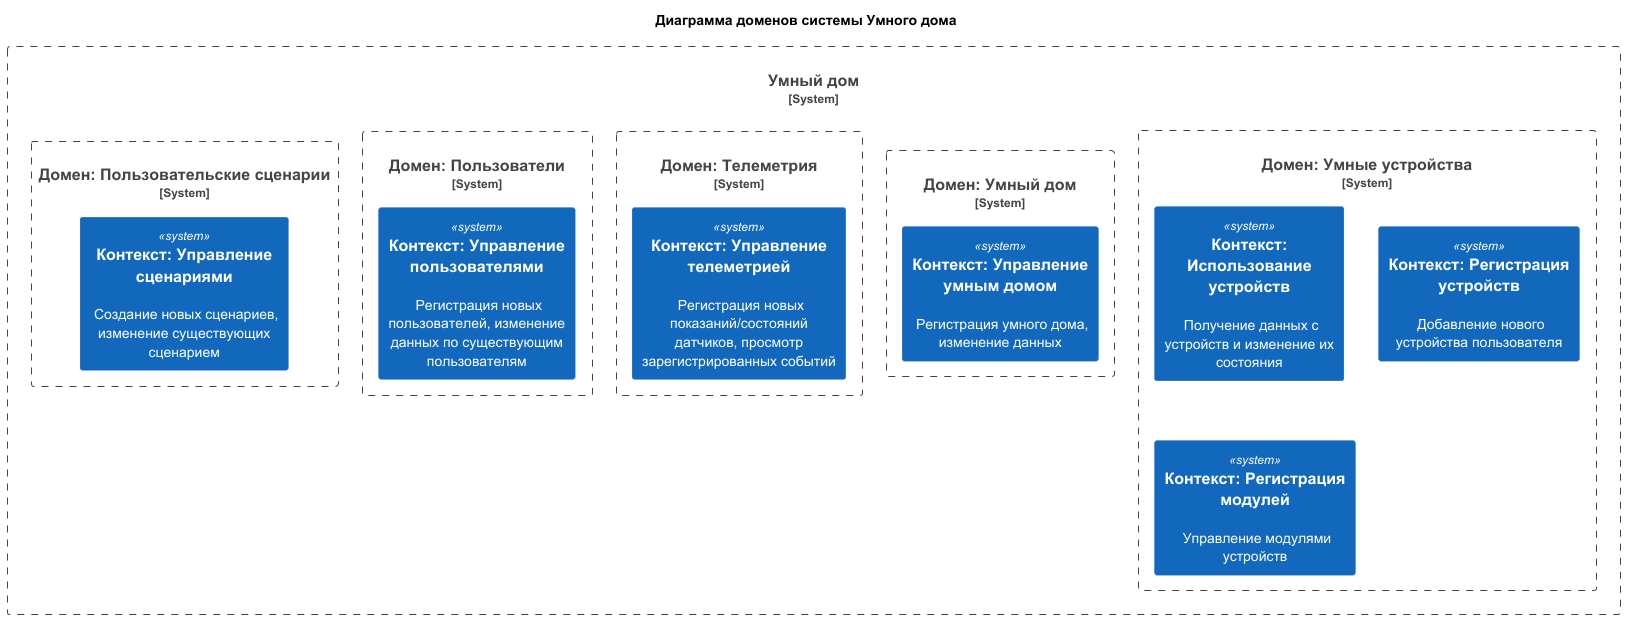 Диаграмма доменов системы Умного дома
Умный дом
[System]
Домен: Пользовательские сценарии
[System]
«system»
Контекст: Управление
сценариями
Создание новых сценариев,
изменение существующих
сценарием
Домен: Пользователи
[System]
«system»
Контекст: Управление
пользователями
Регистрация новых
пользователей, изменение
данных по существующим
пользователям
Домен: Телеметрия
[System]
«system»
Контекст: Управление
телеметрией
Регистрация новых
показаний/состояний
датчиков, просмотр
зарегистрированных событий
Домен: Умный дом
[System]
«system»
Контекст: Управление
умным домом
Регистрация умного дома,
изменение данных
Домен: Умные устройства
[System]
«system»
Контекст:
Использование
устройств
Получение данных с
устройств и изменение их
состояния
«system»
Контекст: Регистрация
устройств
Добавление нового
устройства пользователя
«system»
Контекст: Регистрация
модулей
Управление модулями
устройств